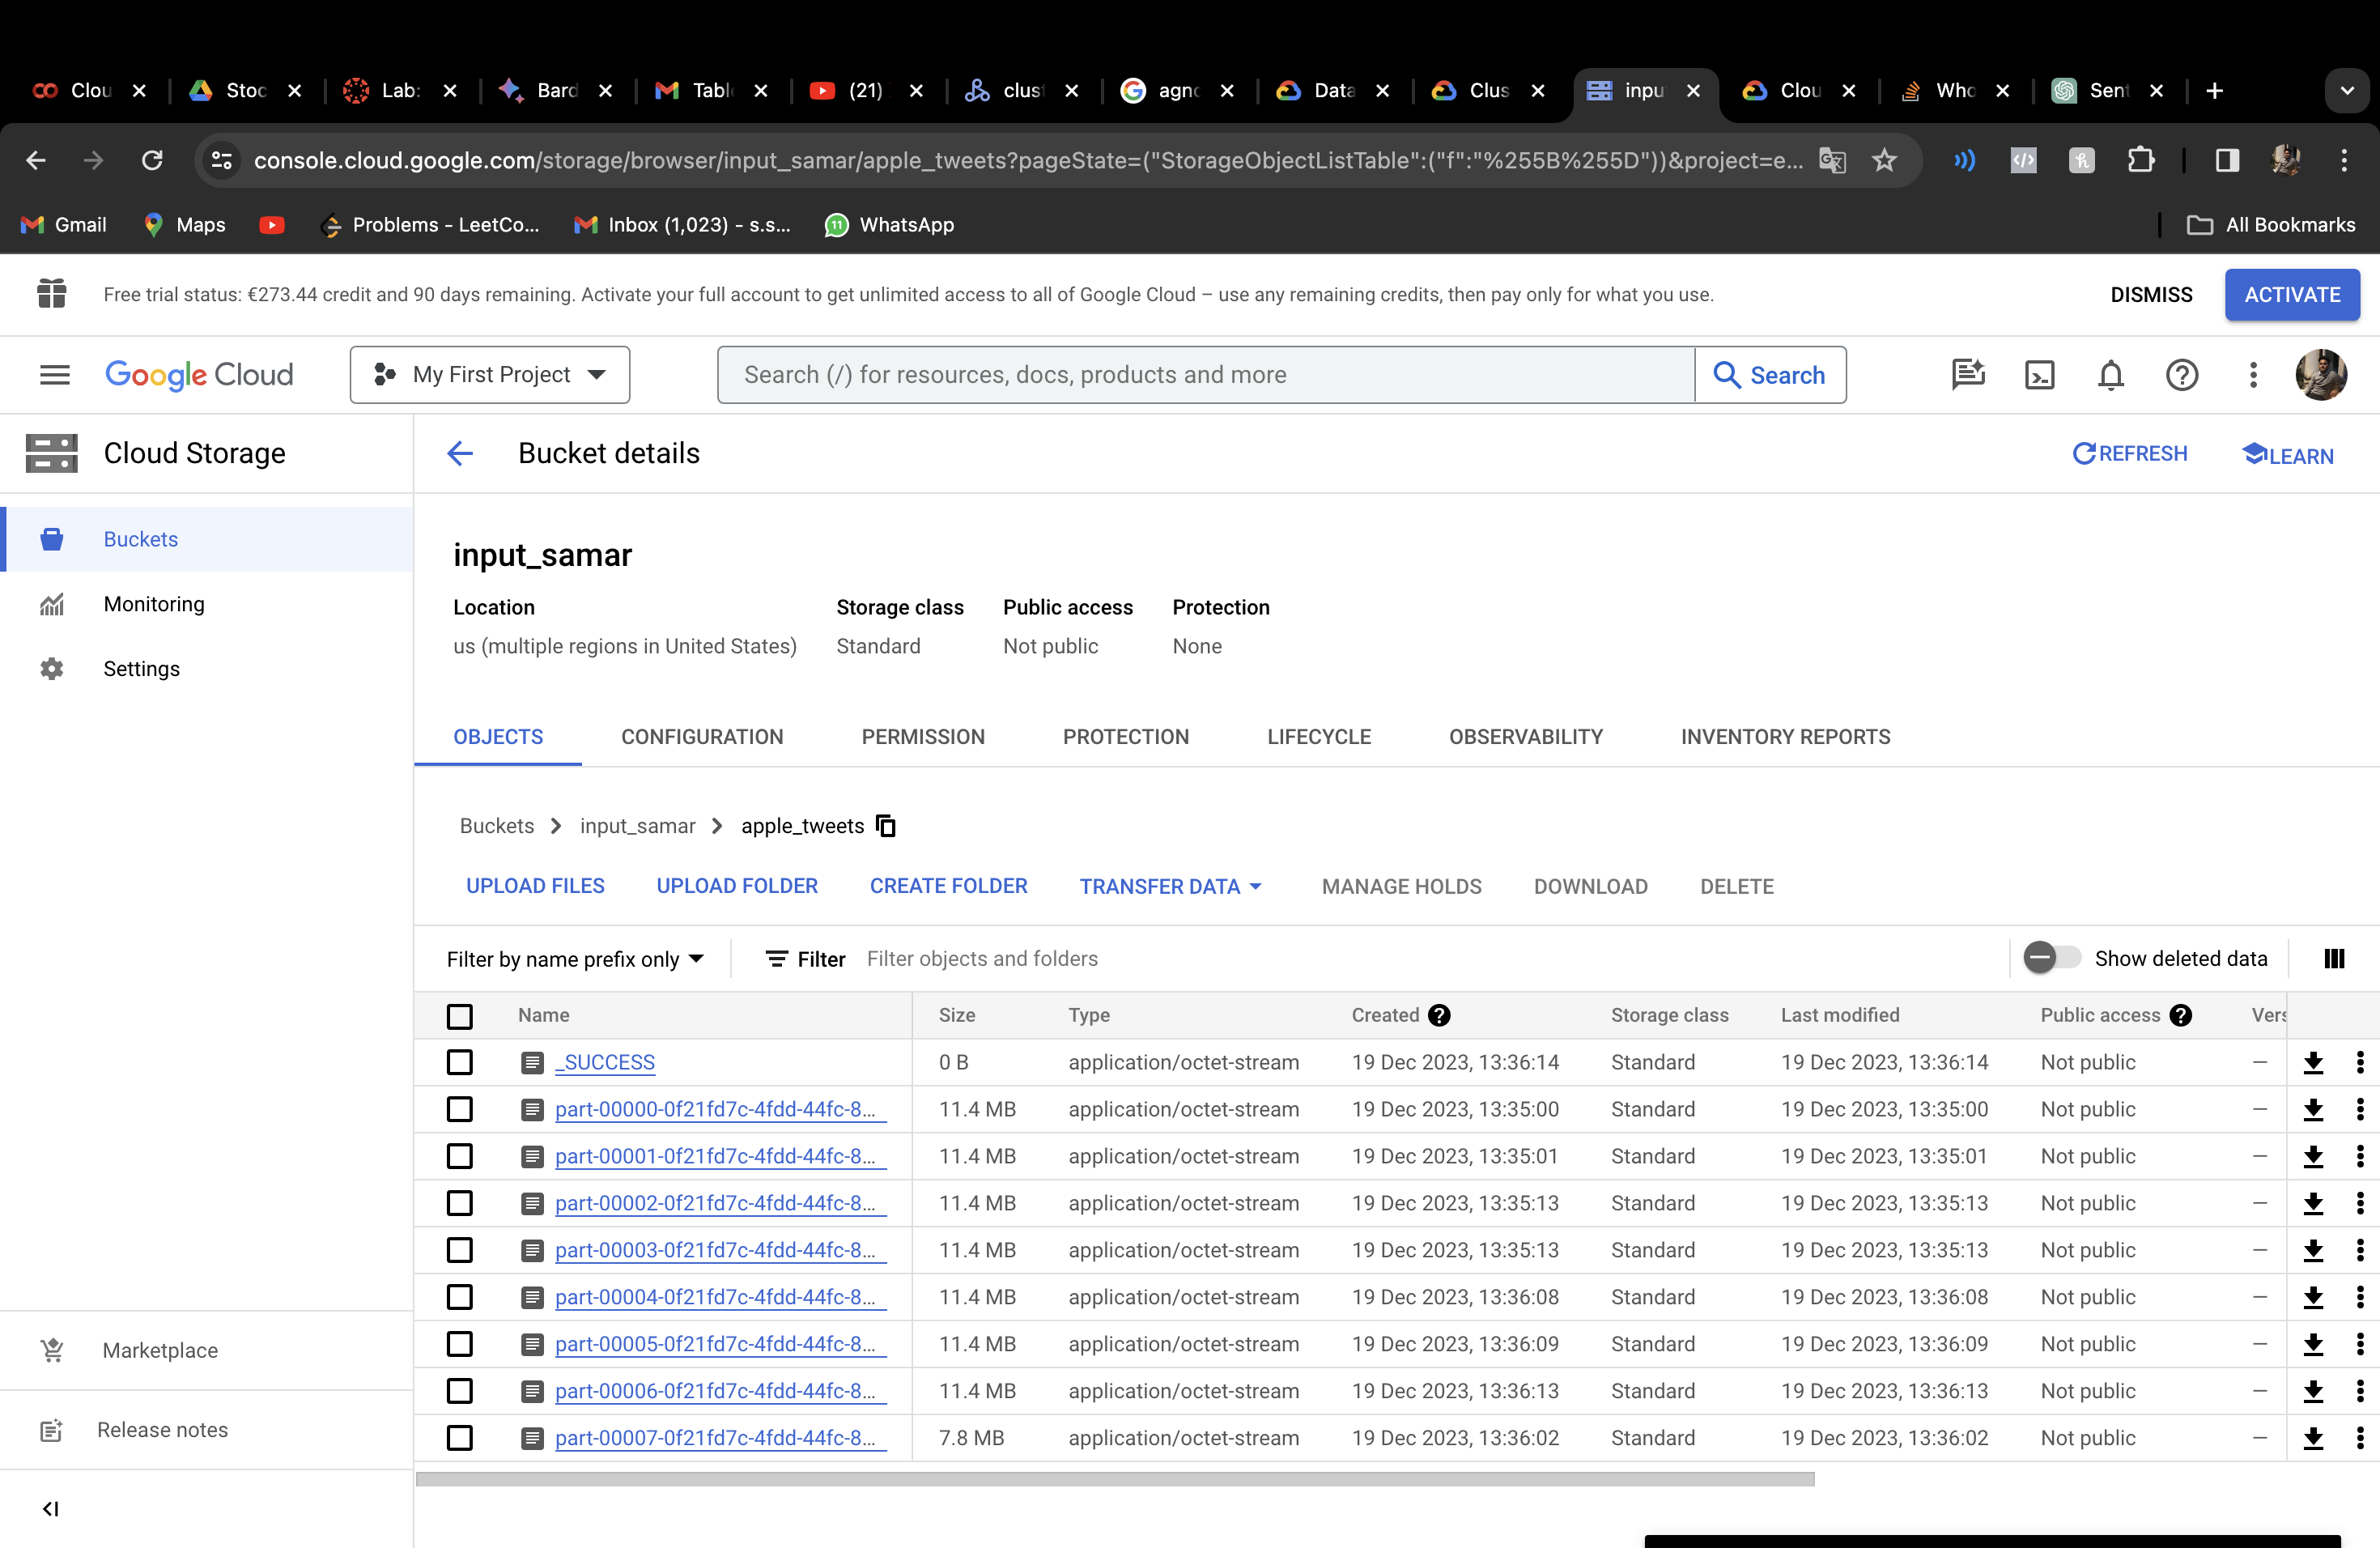 Clou
Stoc
Lab:
Bard
Tabl
(21)
clust
agno
Data
Clus
inpu
Clou
Who
Sent
console.cloud.google.com/storage/browser/input_samar/apple_tweets?pageState=("StorageObjectListTable":("f":"%255B%255D"))&project=e...
Gmail
Maps
Problems - LeetCo...
Inbox (1,023) - s.s...
11
WhatsApp
All Bookmarks
Free trial status: €273.44 credit and 90 days remaining. Activate your full account to get unlimited access to all of Google Cloud – use any remaining credits, then pay only for what you use.
DISMISS
ACTIVATE
Google Cloud
My First Project
Search (/) for resources, docs, products and more
Search
Cloud Storage
Bucket details
REFRESH
LEARN
Buckets
Monitoring
Settings
Marketplace
Release notes
input_samar
Location Storage class Public access Protection
us (multiple regions in United States) Standard Not public None
OBJECTS CONFIGURATION PERMISSION PROTECTION LIFECYCLE OBSERVABILITY INVENTORY REPORTS
Buckets input_samar apple_tweets
UPLOAD FILES UPLOAD FOLDER CREATE FOLDER TRANSFER DATA MANAGE HOLDS DOWNLOAD DELETE
Filter by name prefix only Filter Filter objects and folders Show deleted data
Name Size Type Created Storage class Last modified Public access Vers
_SUCCESS 0 B application/octet-stream 19 Dec 2023, 13:36:14 Standard 19 Dec 2023, 13:36:14 Not public —
part-00000-0f21fd7c-4fdd-44fc-8... 11.4 MB application/octet-stream 19 Dec 2023, 13:35:00 Standard 19 Dec 2023, 13:35:00 Not public —
part-00001-0f21fd7c-4fdd-44fc-8... 11.4 MB application/octet-stream 19 Dec 2023, 13:35:01 Standard 19 Dec 2023, 13:35:01 Not public —
part-00002-0f21fd7c-4fdd-44fc-8... 11.4 MB application/octet-stream 19 Dec 2023, 13:35:13 Standard 19 Dec 2023, 13:35:13 Not public —
part-00003-0f21fd7c-4fdd-44fc-8... 11.4 MB application/octet-stream 19 Dec 2023, 13:35:13 Standard 19 Dec 2023, 13:35:13 Not public —
part-00004-0f21fd7c-4fdd-44fc-8... 11.4 MB application/octet-stream 19 Dec 2023, 13:36:08 Standard 19 Dec 2023, 13:36:08 Not public —
part-00005-0f21fd7c-4fdd-44fc-8... 11.4 MB application/octet-stream 19 Dec 2023, 13:36:09 Standard 19 Dec 2023, 13:36:09 Not public —
part-00006-0f21fd7c-4fdd-44fc-8... 11.4 MB application/octet-stream 19 Dec 2023, 13:36:13 Standard 19 Dec 2023, 13:36:13 Not public —
part-00007-0f21fd7c-4fdd-44fc-8... 7.8 MB application/octet-stream 19 Dec 2023, 13:36:02 Standard 19 Dec 2023, 13:36:02 Not public —